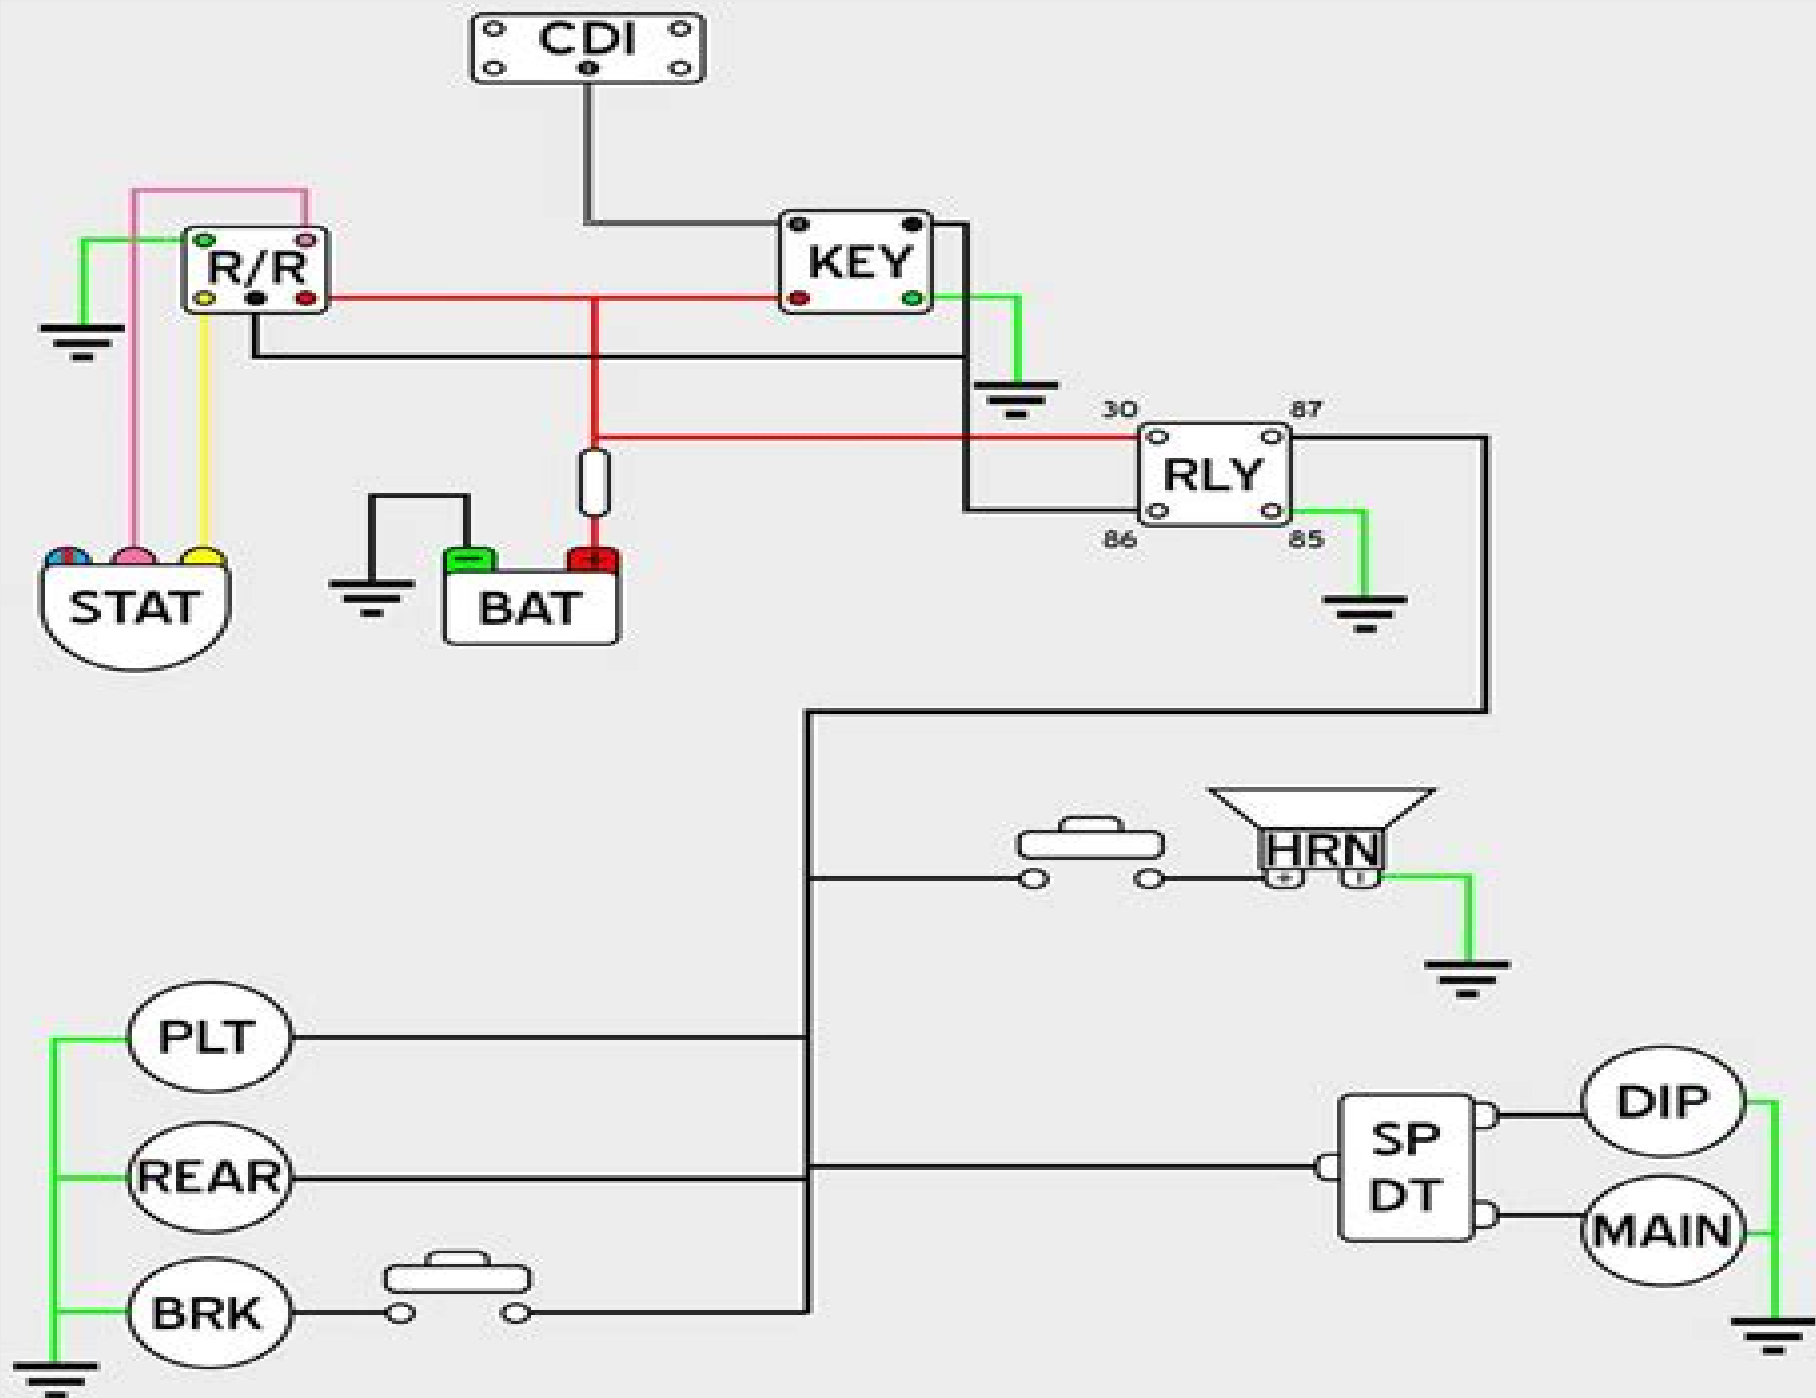 CDI
R/R
KEY
30
87
RLY
86
85
STAT
− +
BAT
HRN
+ -
PLT
DIP
SP
DT
REAR
MAIN
BRK